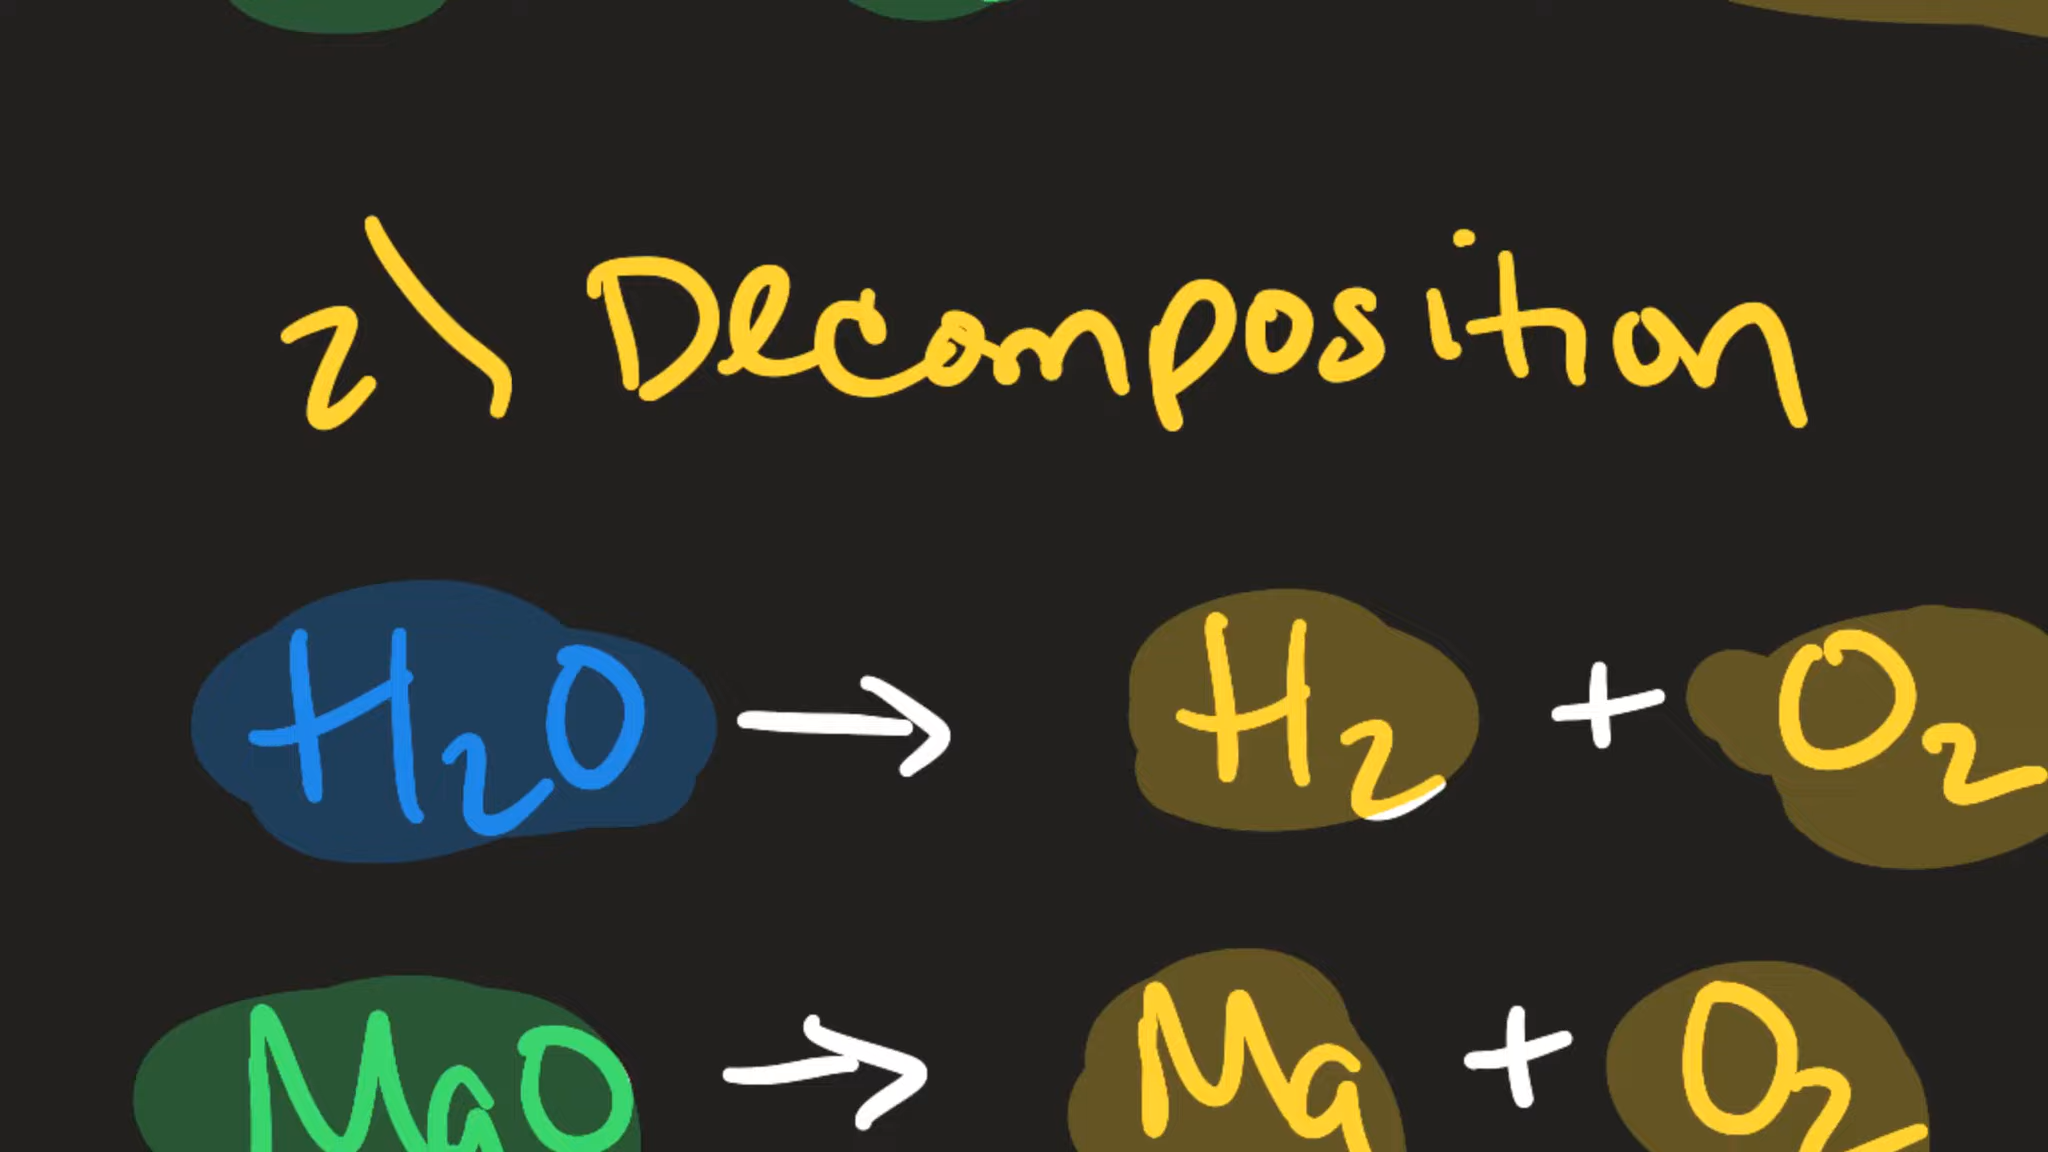 2) Decomposition
H₂O → H₂ + O₂
MgO → Mg + O₂